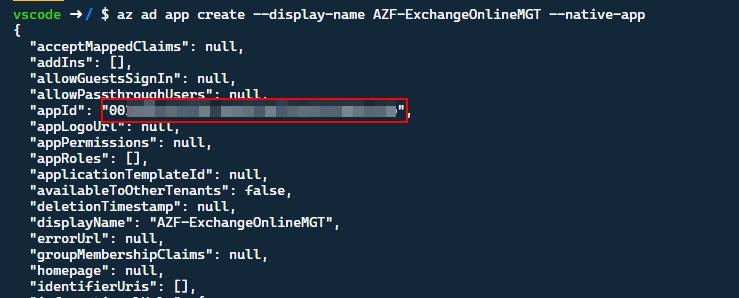 vscode ➜ / $ az ad app create --display-name AZF-ExchangeOnlineMGT --native-app
{
"acceptMappedClaims": null,
"addIns": [],
"allowGuestsSignIn": null,
"allowPassthroughUsers": null,
"appId": "00
"appLogoUrl": null,
"appPermissions": null,
"appRoles": [],
"applicationTemplateId": null,
"availableToOtherTenants": false,
"deletionTimestamp": null,
"displayName": "AZF-ExchangeOnlineMGT",
"errorUrl": null,
"groupMembershipClaims": null,
"homepage": null,
"identifierUris": [],